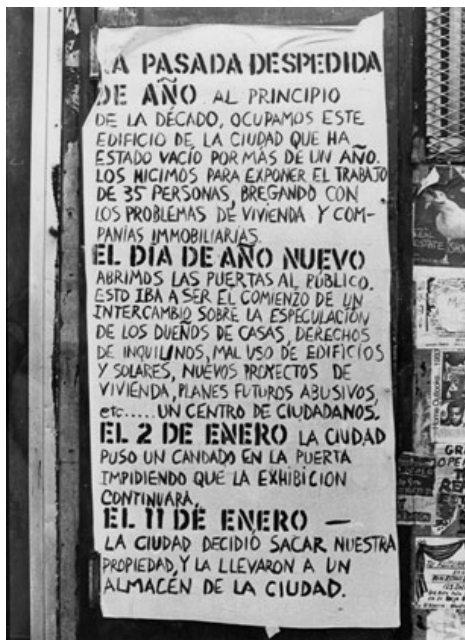 LA PASADA DESPEDIDA
DE AÑO AL PRINCIPIO
DE LA DÉCADO, OCUPAMOS ESTE
EDIFICIO DE LA CIUDAD QUE HA
ESTADO VACÍO POR MÁS DE UN AÑO.
LOS HICIMOS PARA EXPONER EL TRABAJO
DE 35 PERSONAS, BREGANDO CON
LOS PROBLEMAS DE VIVIENDA Y COM-
PANÍAS IMMOBILIARIAS.
EL DÍA DE AÑO NUEVO
ABRIMOS LAS PUERTAS AL PÚBLICO.
ESTO IBA A SER EL COMIENZO DE UN
INTERCAMBIO SOBRE LA ESPECULACIÓN
DE LOS DUEÑOS DE CASAS, DERECHOS
DE INQUILINOS, MAL USO DE EDIFICIOS
Y SOLARES, NUEVOS PROYECTOS DE
VIVIENDA, PLANES FUTUROS ABUSIVOS,
etc..... UN CENTRO DE CIUDADANOS.
EL 2 DE ENERO LA CIUDAD
PUSO UN CANDADO EN LA PUERTA
IMPIDIENDO QUE LA EXHIBICION
CONTINUARÁ.
EL 11 DE ENERO —
LA CIUDAD DECIDIÓ SACAR NUESTRA
PROPIEDAD, Y LA LLEVARON A UN
ALMACÉN DE LA CIUDAD.